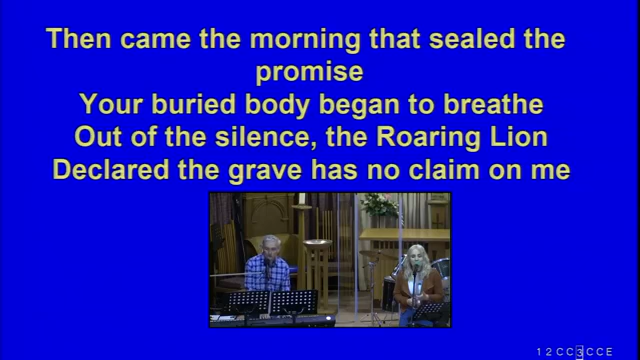 Then came the morning that sealed the
promise
Your buried body began to breathe
Out of the silence, the Roaring Lion
Declared the grave has no claim on me
1 2 C C 3 C C C E